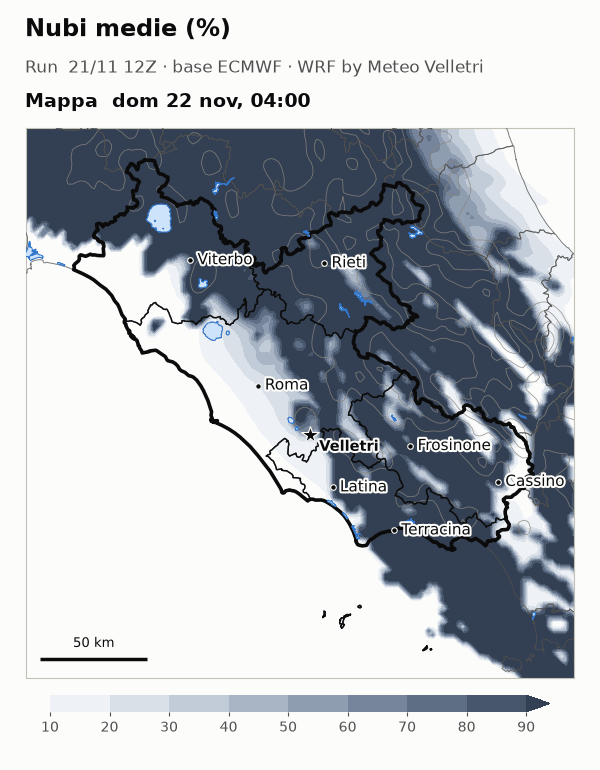 Nubi medie (%)
Run  21/11 12Z · base ECMWF · WRF by Meteo Velletri
Mappa  dom 22 nov, 04:00
Viterbo
Rieti
Roma
Velletri
Frosinone
Latina
Cassino
Terracina
50 km
10 20 30 40 50 60 70 80 90